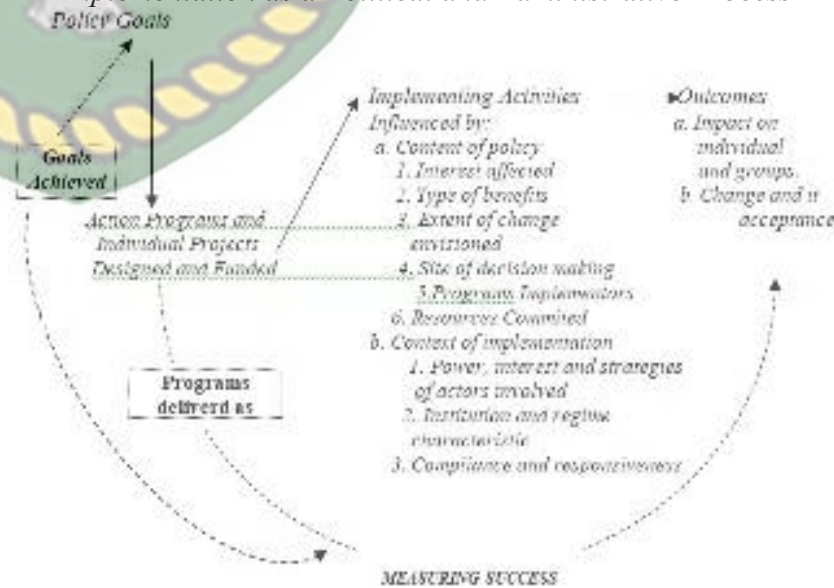 Policy Goals
Goals
Achieved
Action Programs and
Individual Projects
Designed and Funded
Programs
deliverd as
Implementing Activities
Influenced by:
a. Content of policy
1. Interest affected
2. Type of benefits
3. Extent of change
envisioned
4. Site of decision making
5.Programs Implementors
6. Resources Commited
b. Context of implementation
1. Power, interest and strategies
of actors involved
2. Institution and regime
characteristic
3. Compliance and responsiveness
Outcomes
a. Impact on
individual
and groups.
b. Change and it
acceptance
MEASURING SUCCESS